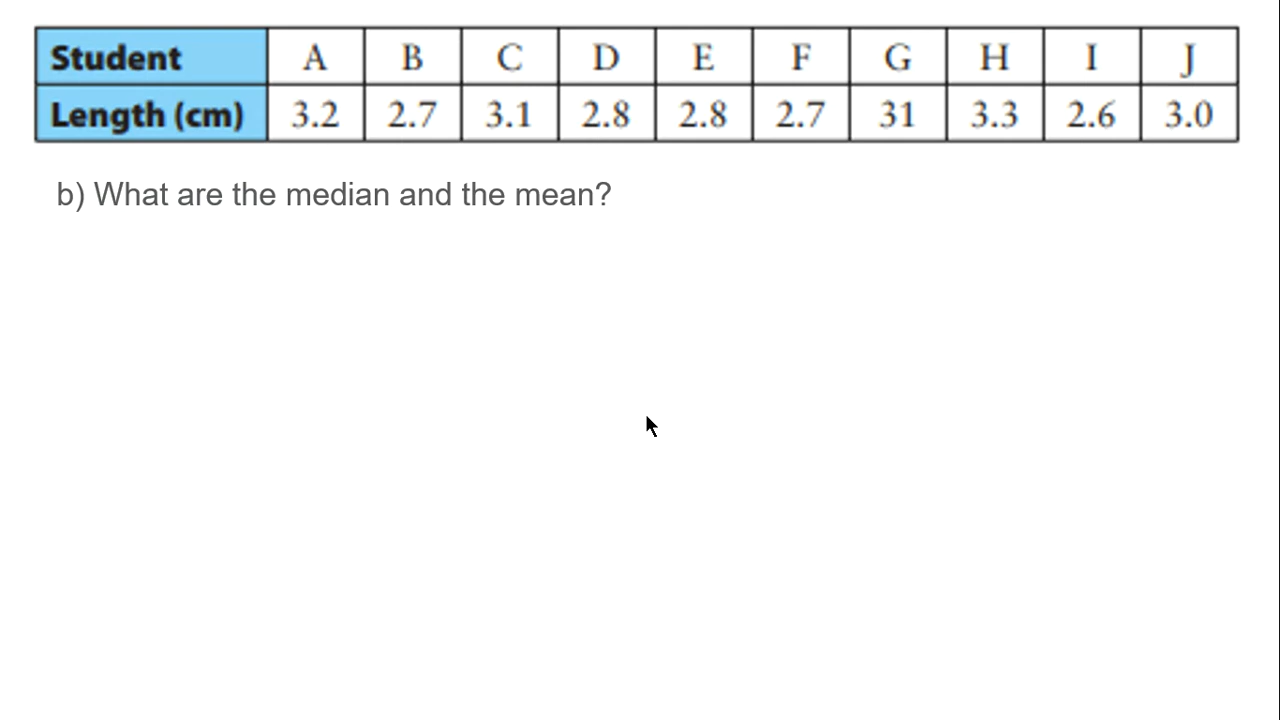 Student A B C D E F G H I J
Length (cm) 3.2 2.7 3.1 2.8 2.8 2.7 31 3.3 2.6 3.0
b) What are the median and the mean?